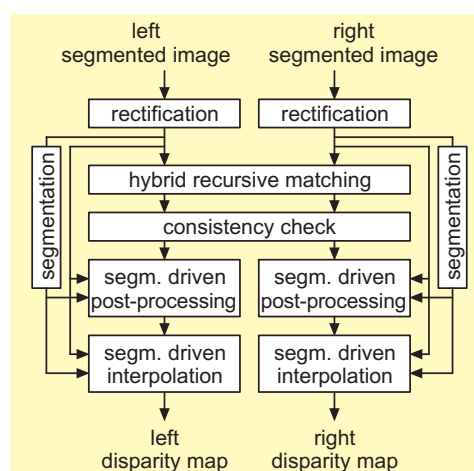 left
segmented image
right
segmented image
rectification
rectification
segmentation
segmentation
hybrid recursive matching
consistency check
segm. driven
post-processing
segm. driven
post-processing
segm. driven
interpolation
segm. driven
interpolation
left
disparity map
right
disparity map